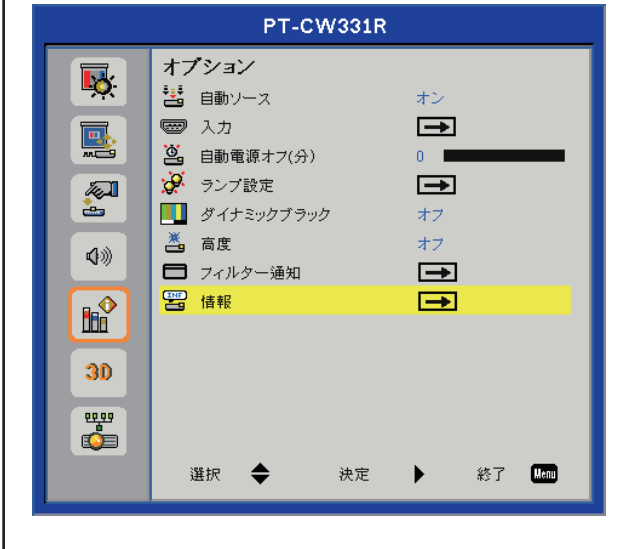 PT-CW331R
オプション
自動ソース オン
入力
自動電源オフ(分) 0
ランプ設定
ダイナミックブラック オフ
高度 オフ
フィルター通知
INF 情報
3D
選択 決定 終了 Menu